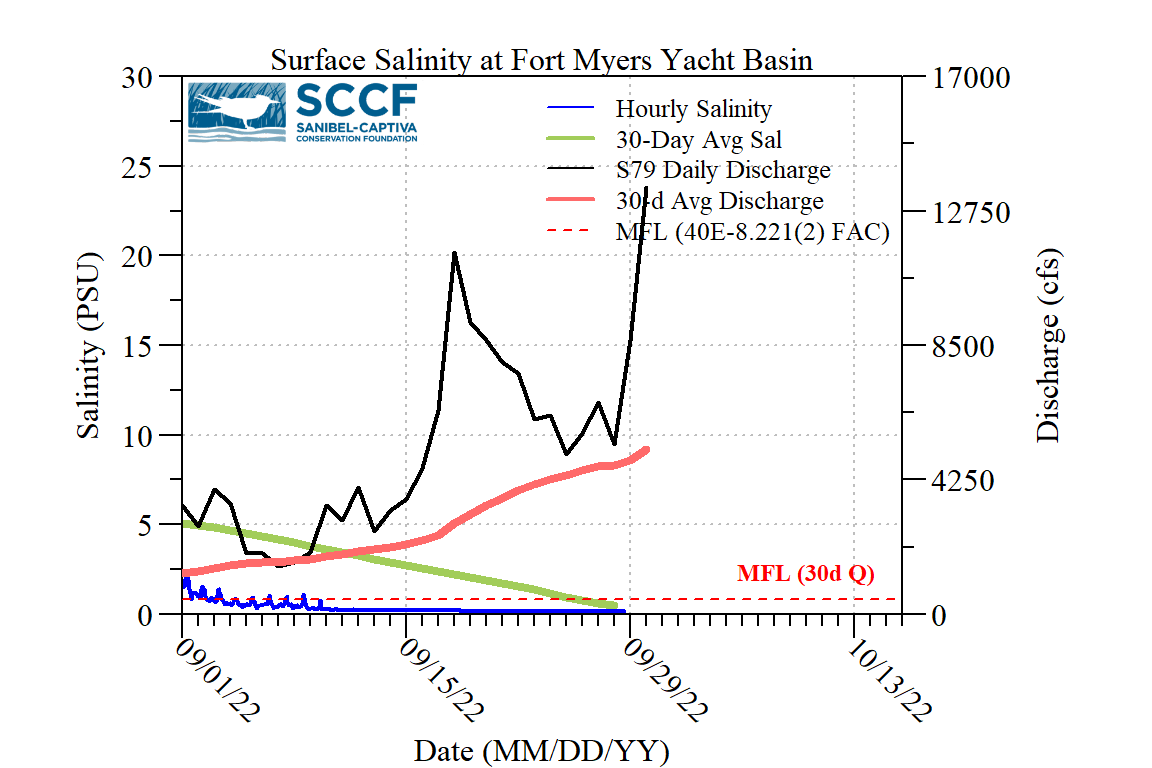 Surface Salinity at Fort Myers Yacht Basin
SCCF
SANIBEL-CAPTIVA
CONSERVATION FOUNDATION
Hourly Salinity
30-Day Avg Sal
S79 Daily Discharge
30-d Avg Discharge
MFL (40E-8.221(2) FAC)
MFL (30d Q)
Salinity (PSU)
30
25
20
15
10
5
0
Discharge (cfs)
17000
12750
8500
4250
0
09/01/22
09/15/22
09/29/22
10/13/22
Date (MM/DD/YY)